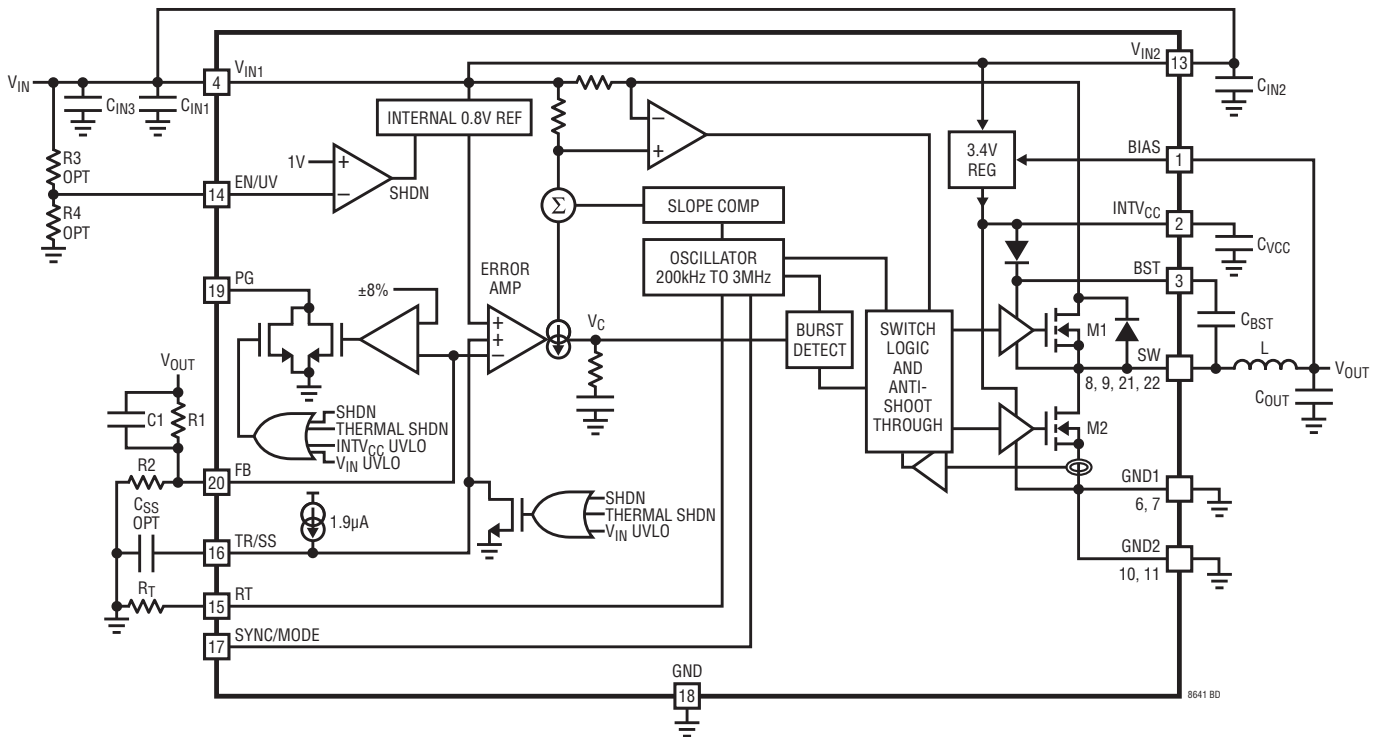 VIN
CIN3
CIN1
4
VIN1
VIN2
13
CIN2
INTERNAL 0.8V REF
R3
OPT
R4
OPT
14
EN/UV
1V
+
–
SHDN
–
+
3.4V
REG
BIAS
1
Σ
SLOPE COMP
INTVCC
2
CVCC
OSCILLATOR
200kHz TO 3MHz
BST
3
PG
19
±8%
ERROR
AMP
+
+
–
VC
BURST
DETECT
SWITCH
LOGIC
AND
ANTI-
SHOOT
THROUGH
M1
CBST
SW
8, 9, 21, 22
L
VOUT
COUT
VOUT
C1
R1
M2
SHDN
THERMAL SHDN
INTVCC UVLO
VIN UVLO
R2
20
FB
GND1
6, 7
CSS
OPT
1.9µA
SHDN
THERMAL SHDN
VIN UVLO
16
TR/SS
GND2
10, 11
RT
15
RT
17
SYNC/MODE
GND
18
8641 BD